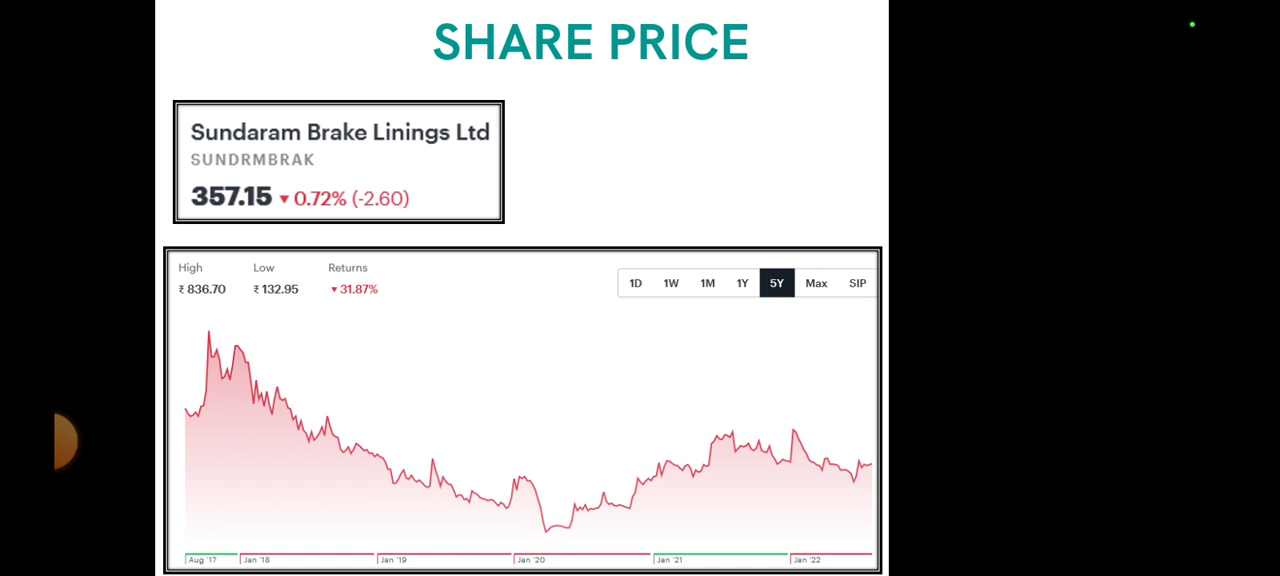 SHARE PRICE
Sundaram Brake Linings Ltd
SUNDRMBRAK
357.15 ▼ 0.72% (-2.60)
High Low Returns
₹ 836.70 ₹ 132.95 ▼ 31.87%
1D 1W 1M 1Y 5Y Max SIP
Aug '17 Jan '18 Jan '19 Jan '20 Jan '21 Jan '22